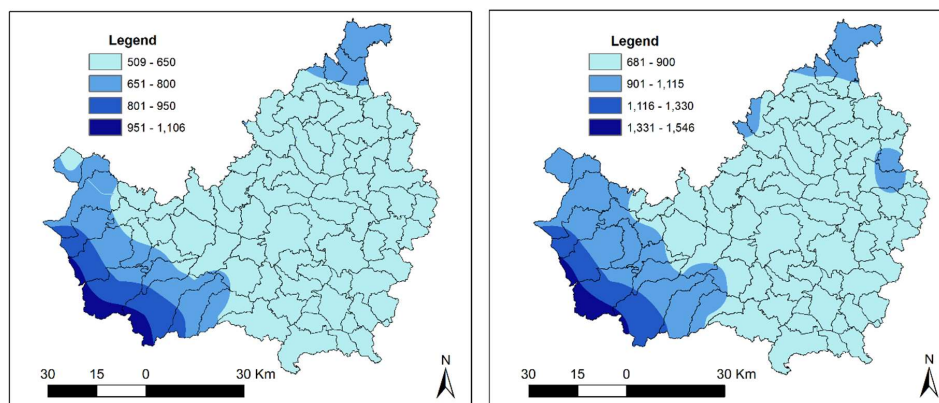 Legend
509 - 650
651 - 800
801 - 950
951 - 1,106
N
30 15 0 30 Km
Legend
681 - 900
901 - 1,115
1,116 - 1,330
1,331 - 1,546
N
30 15 0 30 Km